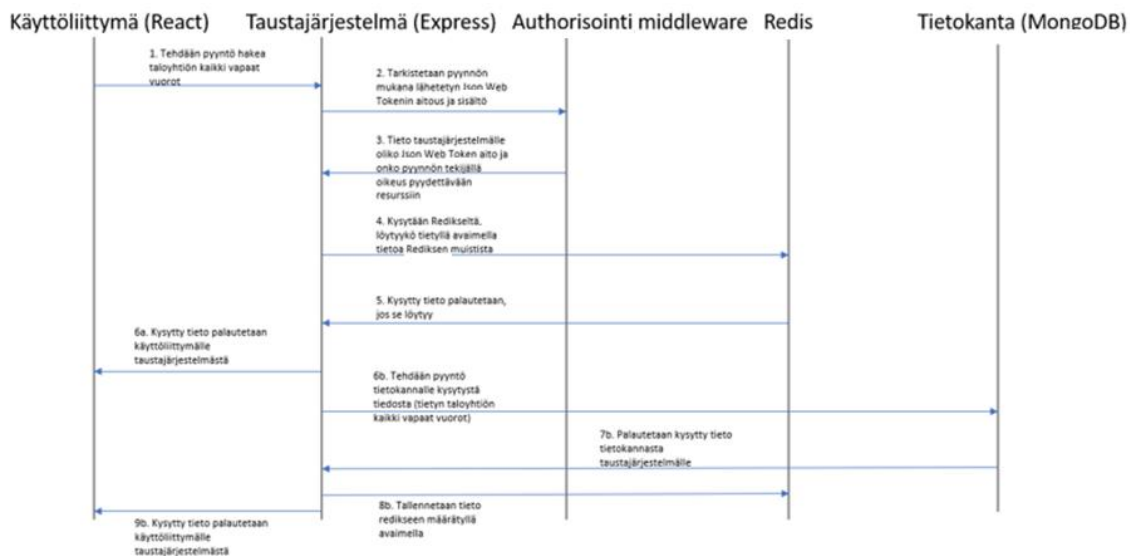 Käyttöliittymä (React)
Taustajärjestelmä (Express)
Authorisointi middleware
Redis
Tietokanta (MongoDB)
1. Tehdään pyyntö hakea
taloyhtiön kaikki vapaat
vuorot
2. Tarkistetaan pyynnön
mukana lähetetyn Json Web
Tokenin aitous ja sisältö
3. Tieto taustajärjestelmälle
oliko Json Web Token aito ja
onko pyynnön tekijällä
oikeus pyydettävään
resurssiin
4. Kysytään Redikseltä,
löytyykö tietyllä avaimella
tietoa Rediksen muistista
5. Kysytty tieto palautetaan,
jos se löytyy
6a. Kysytty tieto palautetaan
käyttöliittymälle
taustajärjestelmästä
6b. Tehdään pyyntö
tietokannalle kysytystä
tiedosta (tietyn taloyhtiön
kaikki vapaat vuorot)
7b. Palautetaan kysytty tieto
tietokannasta
taustajärjestelmälle
8b. Tallennetaan tieto
redikseen määrätyllä
avaimella
9b. Kysytty tieto palautetaan
käyttöliittymälle
taustajärjestelmästä